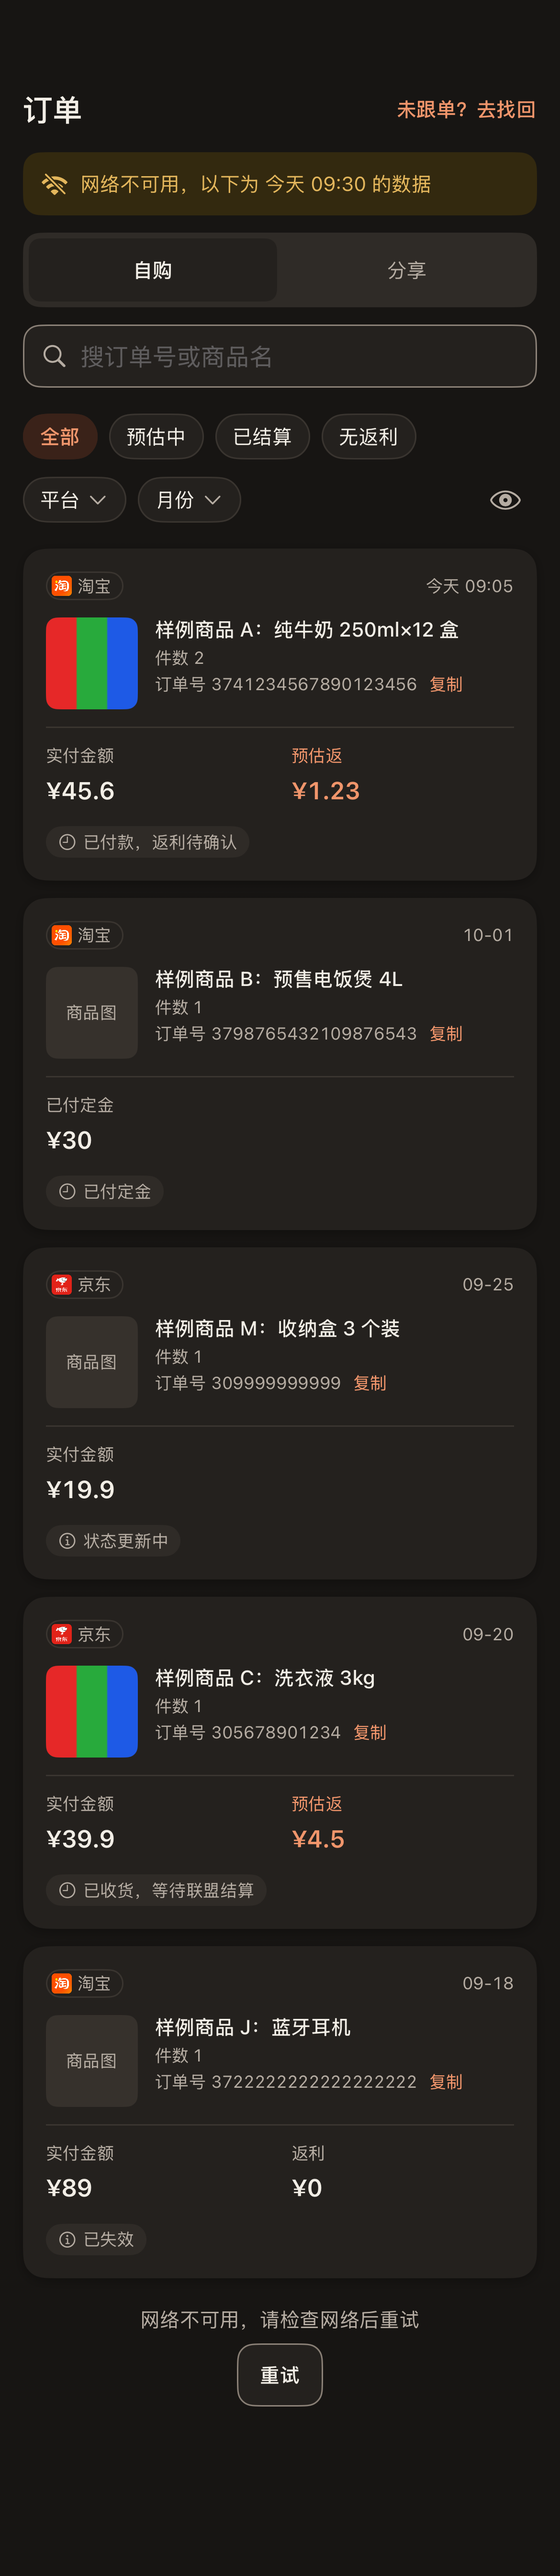 订单
未跟单？去找回
网络不可用，以下为 今天 09:30 的数据
自购
分享
搜订单号或商品名
全部
预估中
已结算
无返利
平台
月份
淘 淘宝
今天 09:05
样例商品 A：纯牛奶 250ml×12 盒
件数 2
订单号 3741234567890123456 复制
实付金额
预估返
¥45.6
¥1.23
已付款，返利待确认
淘 淘宝
10-01
商品图
样例商品 B：预售电饭煲 4L
件数 1
订单号 3798765432109876543 复制
已付定金
¥30
已付定金
京东 京东
09-25
商品图
样例商品 M：收纳盒 3 个装
件数 1
订单号 309999999999 复制
实付金额
¥19.9
状态更新中
京东 京东
09-20
样例商品 C：洗衣液 3kg
件数 1
订单号 305678901234 复制
实付金额
预估返
¥39.9
¥4.5
已收货，等待联盟结算
淘 淘宝
09-18
商品图
样例商品 J：蓝牙耳机
件数 1
订单号 3722222222222222222 复制
实付金额
返利
¥89
¥0
已失效
网络不可用，请检查网络后重试
重试